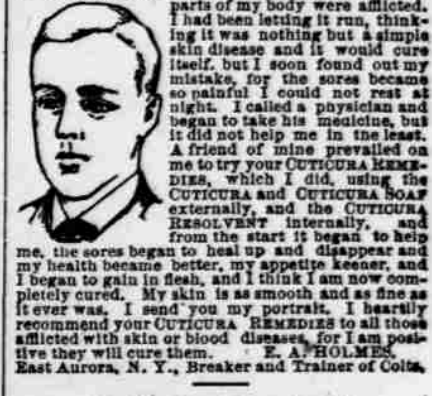 parts of my body were afflicted.
I had been letting it run, think-
ing it was nothing but a simple
skin disease and it would cure
itself. but I soon found out my
mistake, for the sores became
so painful I could not rest at
night. I called a physician and
began to take his medicine, but
it did not help me in the least.
A friend of mine prevailed on
me to try your CUTICURA REME-
DIES, which I did, using the
CUTICURA and CUTICURA SOAP
externally, and the CUTICURA
RESOLVENT internally, and
from the start it began to help
me, the sores began to heal up and disappear and
my health became better, my appetite keener, and
I began to gain in flesh, and I think I am now com-
pletely cured. My skin is as smooth and as fine as
it ever was. I send you my portrait. I heartily
recommend your CUTICURA REMEDIES to all those
afflicted with skin or blood diseases, for I am posi-
tive they will cure them. E. A. HOLMES,
East Aurora, N. Y., Breaker and Trainer of Colts,